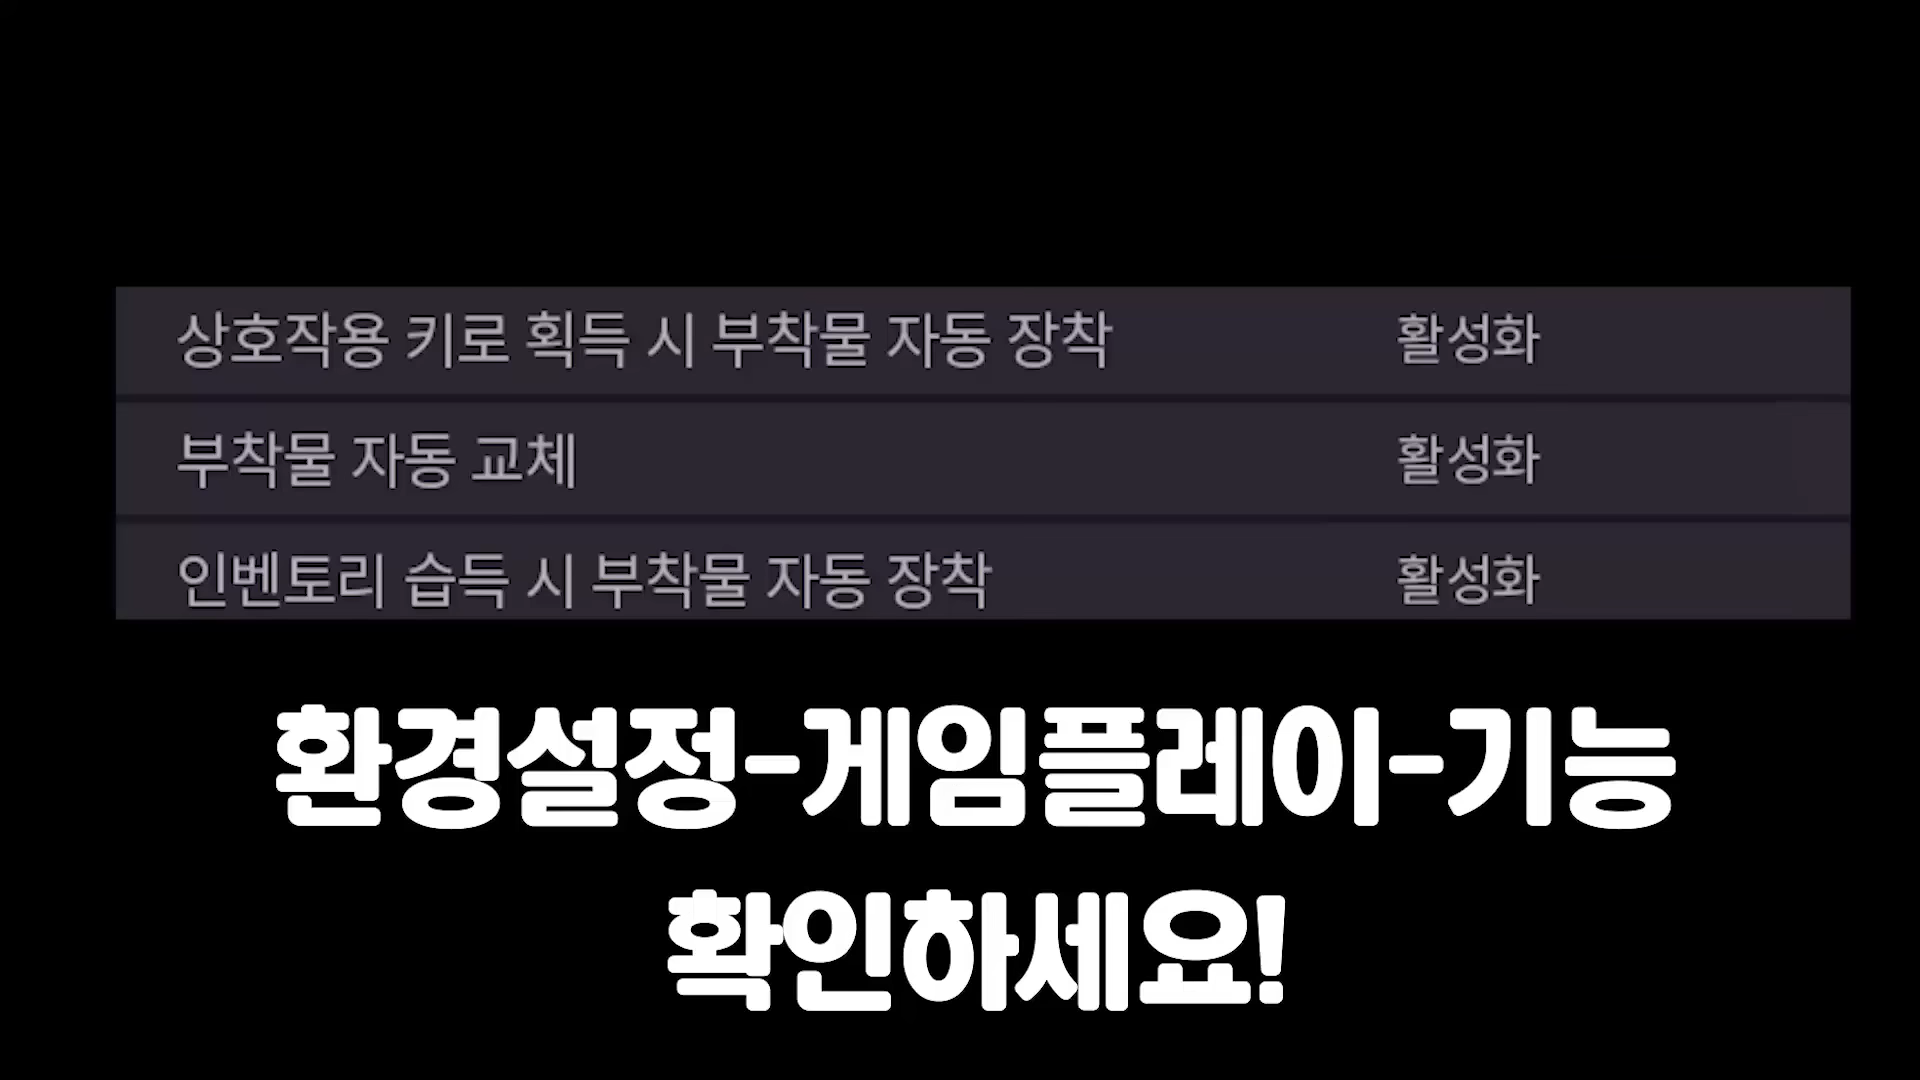 상호작용 키로 획득 시 부착물 자동 장착 활성화
부착물 자동 교체 활성화
인벤토리 습득 시 부착물 자동 장착 활성화
환경설정-게임플레이-기능
확인하세요!